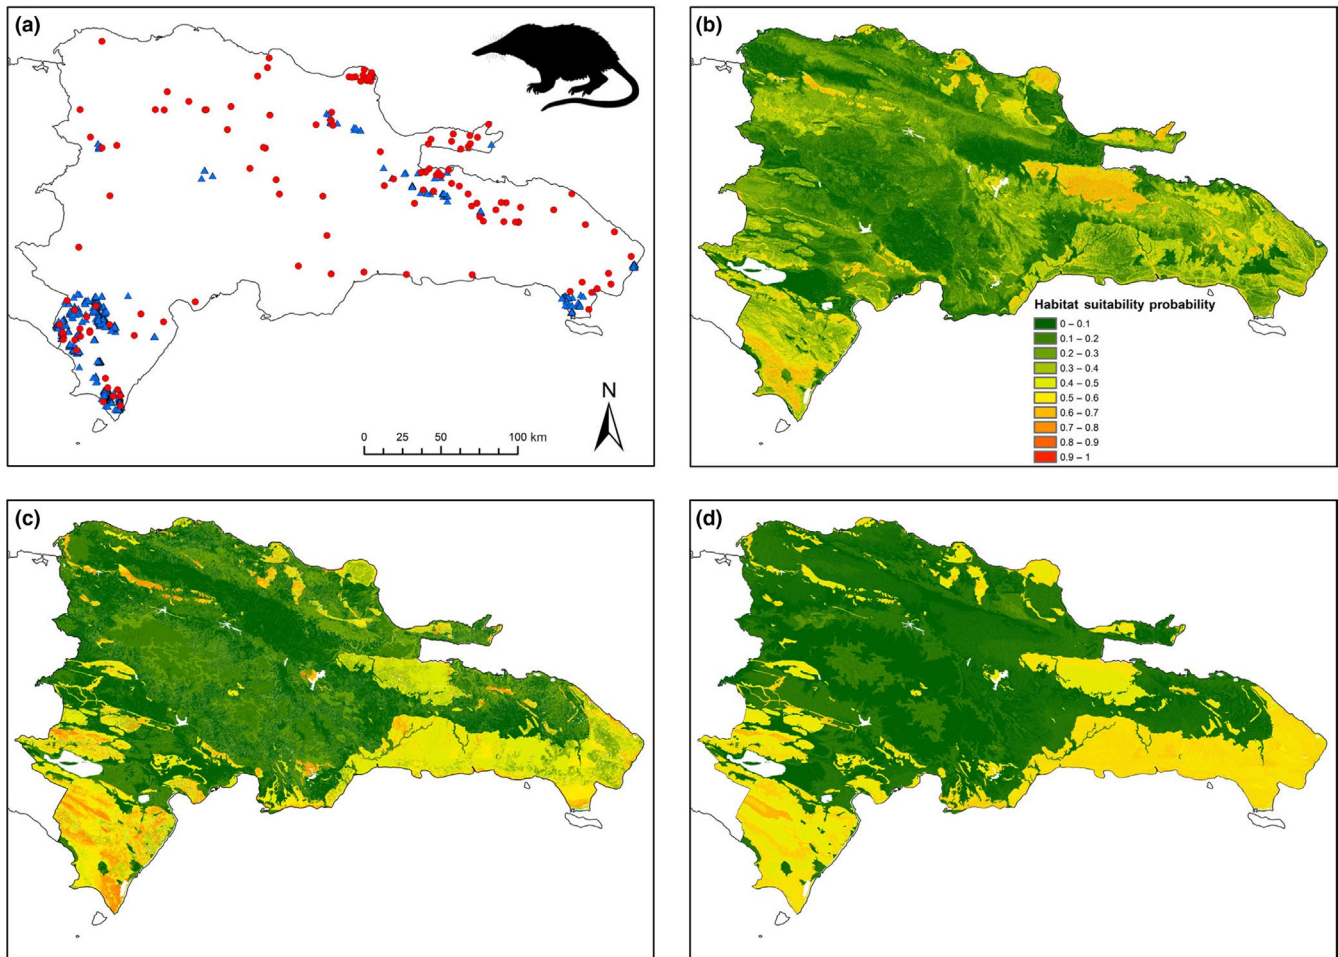 (a)
N
0 25 50 100 km
(b)
Habitat suitability probability
0 – 0.1
0.1 – 0.2
0.2 – 0.3
0.3 – 0.4
0.4 – 0.5
0.5 – 0.6
0.6 – 0.7
0.7 – 0.8
0.8 – 0.9
0.9 – 1
(c)
(d)